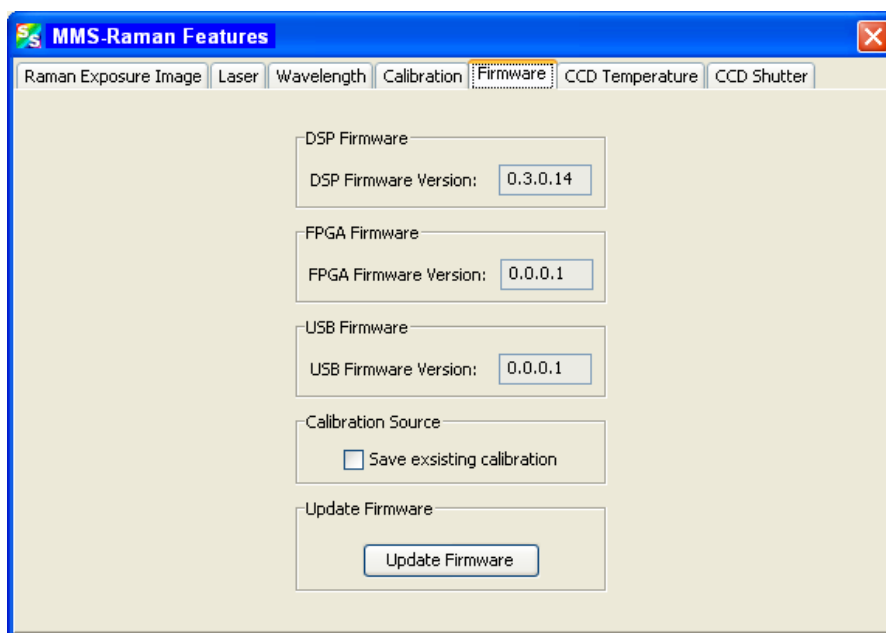 SS MMS-Raman Features
Raman Exposure Image Laser Wavelength Calibration Firmware CCD Temperature CCD Shutter
DSP Firmware
DSP Firmware Version: 0.3.0.14
FPGA Firmware
FPGA Firmware Version: 0.0.0.1
USB Firmware
USB Firmware Version: 0.0.0.1
Calibration Source
Save exsisting calibration
Update Firmware
Update Firmware